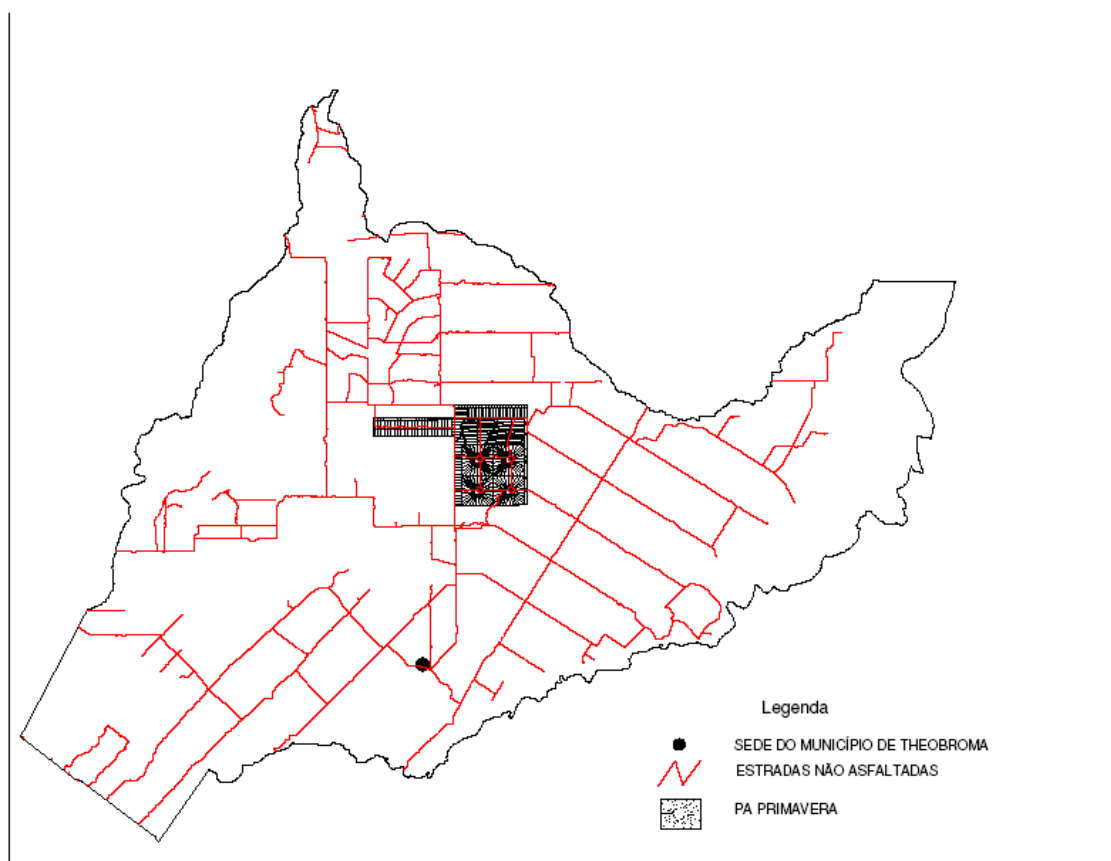 Legenda
SEDE DO MUNICÍPIO DE THEOBROMA
ESTRADAS NÃO ASFALTADAS
PA PRIMAVERA